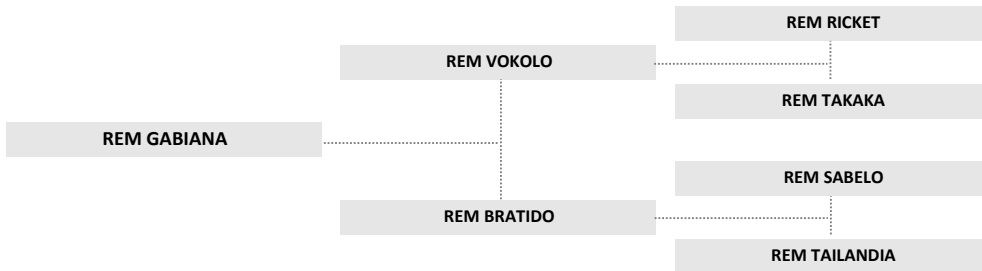 REM RICKET
REM VOKOLO
REM TAKAKA
REM GABIANA
REM SABELO
REM BRATIDO
REM TAILANDIA